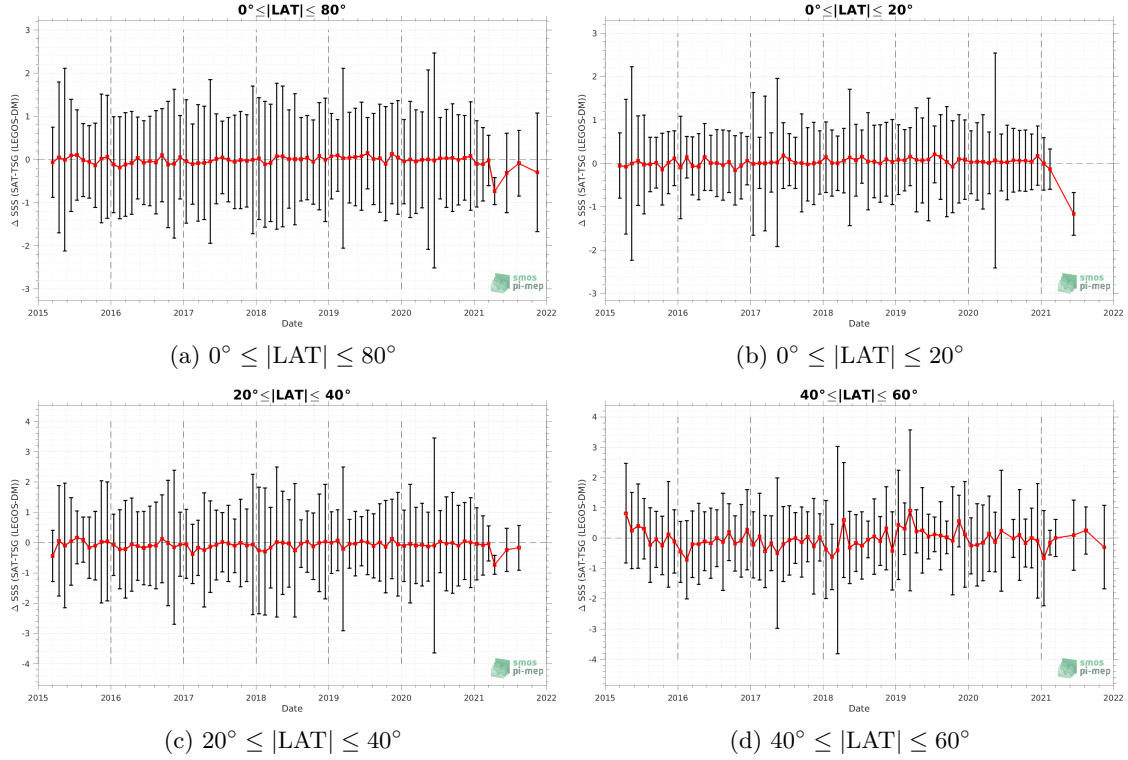 0°≤|LAT|≤ 80°
3
2
1
0
-1
-2
-3
Δ SSS (SAT-TSG (LEGOS-DM))
2015 2016 2017 2018 2019 2020 2021 2022
Date
smos
pi-mep
(a) 0° ≤ |LAT| ≤ 80°
0°≤|LAT|≤ 20°
3
2
1
0
-1
-2
-3
Δ SSS (SAT-TSG (LEGOS-DM))
2015 2016 2017 2018 2019 2020 2021 2022
Date
smos
pi-mep
(b) 0° ≤ |LAT| ≤ 20°
20°≤|LAT|≤ 40°
4
3
2
1
0
-1
-2
-3
-4
Δ SSS (SAT-TSG (LEGOS-DM))
2015 2016 2017 2018 2019 2020 2021 2022
Date
smos
pi-mep
(c) 20° ≤ |LAT| ≤ 40°
40°≤|LAT|≤ 60°
4
3
2
1
0
-1
-2
-3
-4
Δ SSS (SAT-TSG (LEGOS-DM))
2015 2016 2017 2018 2019 2020 2021 2022
Date
smos
pi-mep
(d) 40° ≤ |LAT| ≤ 60°